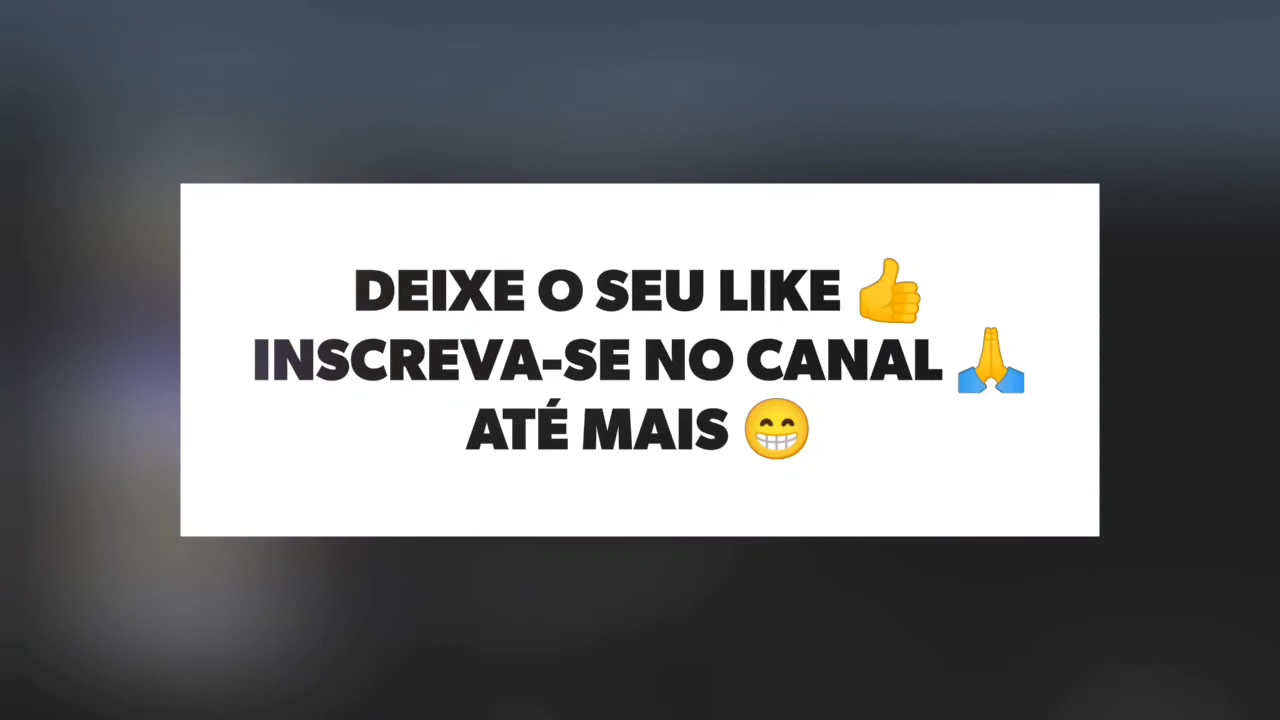 DEIXE O SEU LIKE 👍
INSCREVA-SE NO CANAL 🙏
ATÉ MAIS 😁